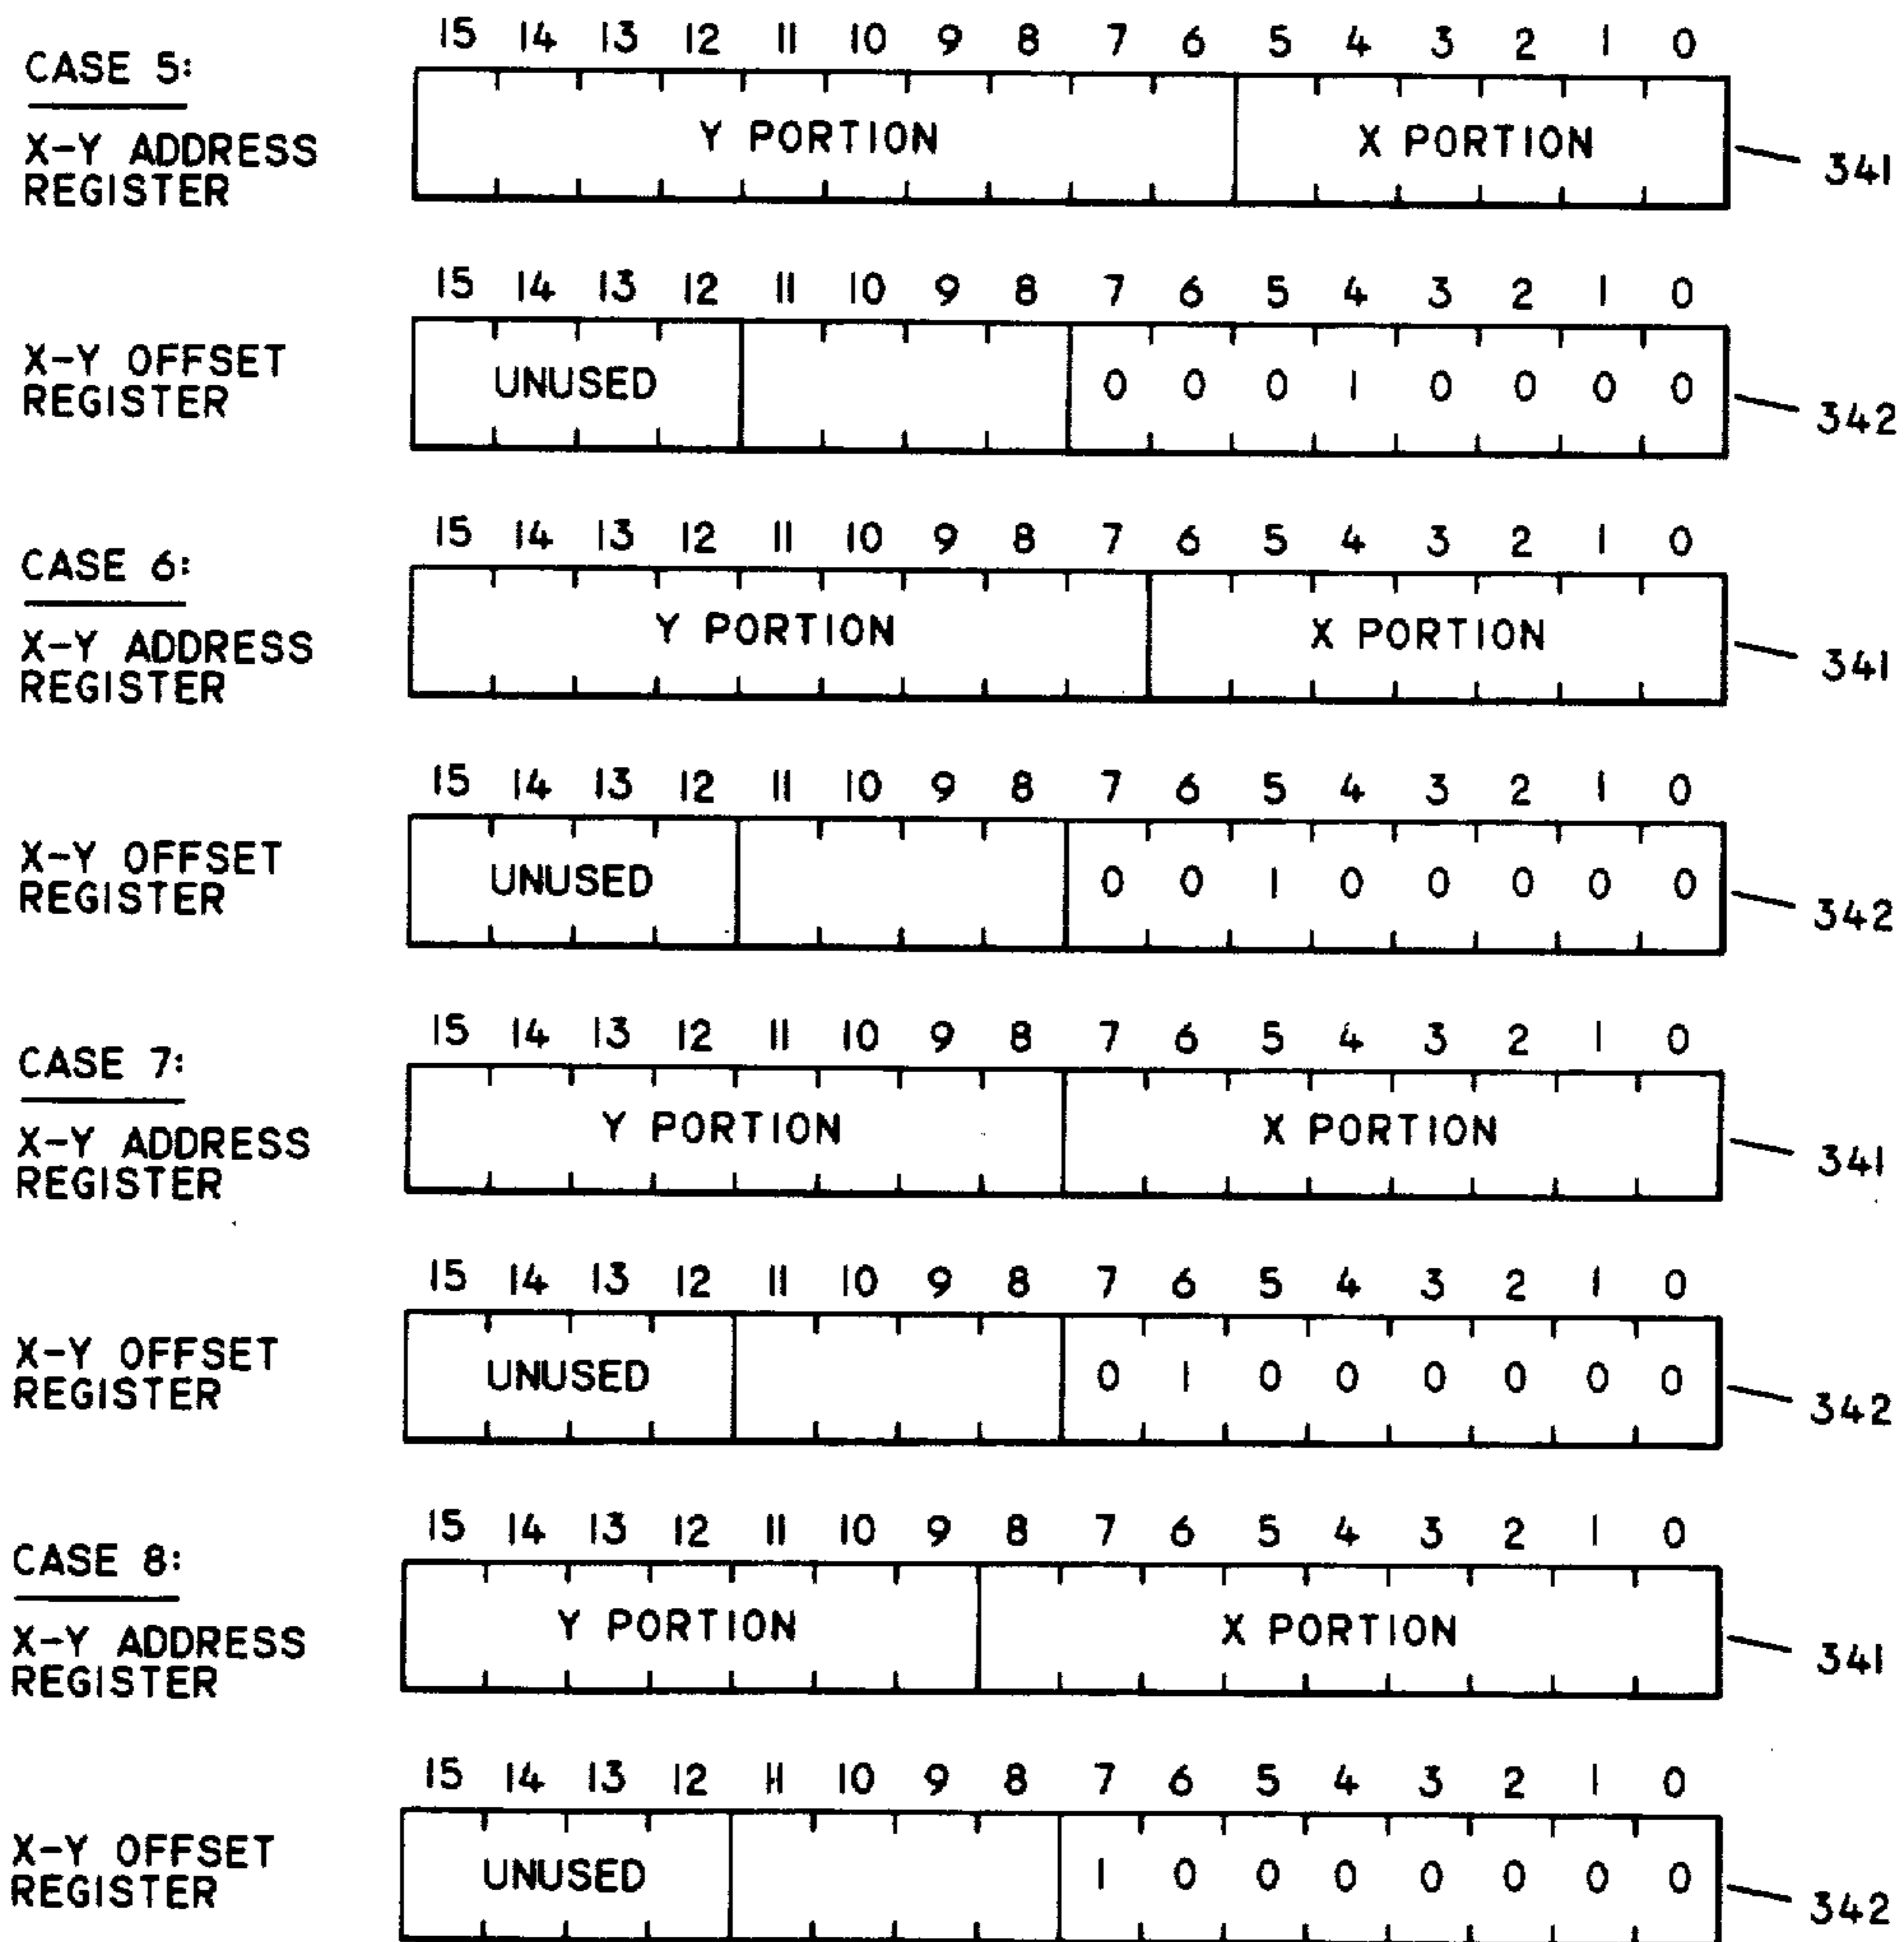 15 14 13 12 11 10 9 8 7 6 5 4 3 2 1 0
CASE 5:
X-Y ADDRESS
REGISTER
Y PORTION X PORTION
341
15 14 13 12 11 10 9 8 7 6 5 4 3 2 1 0
X-Y OFFSET
REGISTER
UNUSED 0 0 0 1 0 0 0 0
342
15 14 13 12 11 10 9 8 7 6 5 4 3 2 1 0
CASE 6:
X-Y ADDRESS
REGISTER
Y PORTION X PORTION
341
15 14 13 12 11 10 9 8 7 6 5 4 3 2 1 0
X-Y OFFSET
REGISTER
UNUSED 0 0 1 0 0 0 0 0
342
15 14 13 12 11 10 9 8 7 6 5 4 3 2 1 0
CASE 7:
X-Y ADDRESS
REGISTER
Y PORTION X PORTION
341
15 14 13 12 11 10 9 8 7 6 5 4 3 2 1 0
X-Y OFFSET
REGISTER
UNUSED 0 1 0 0 0 0 0 0
342
15 14 13 12 11 10 9 8 7 6 5 4 3 2 1 0
CASE 8:
X-Y ADDRESS
REGISTER
Y PORTION X PORTION
341
15 14 13 12 11 10 9 8 7 6 5 4 3 2 1 0
X-Y OFFSET
REGISTER
UNUSED 1 0 0 0 0 0 0 0
342